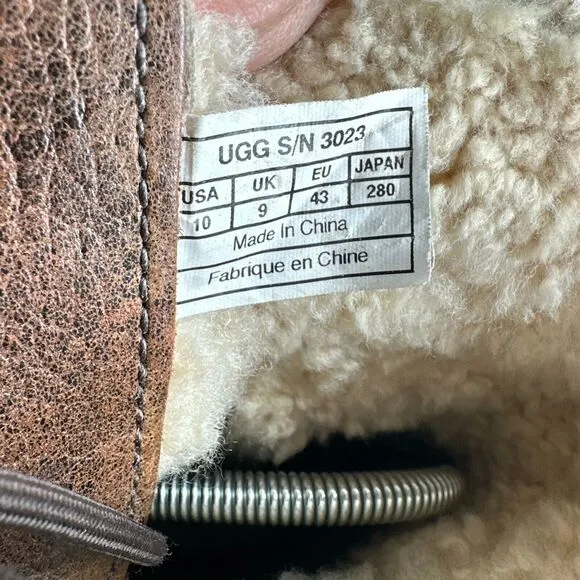 UGG S/N 3023
USA UK EU JAPAN
10 9 43 280
Made in China
Fabrique en Chine